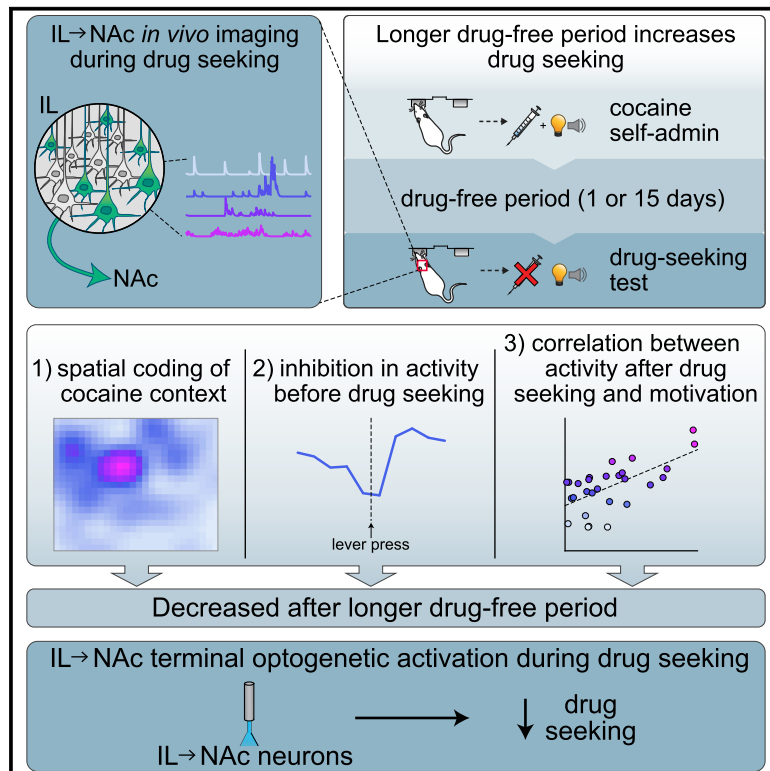 IL→NAc in vivo imaging
during drug seeking
IL
NAc
Longer drug-free period increases
drug seeking
+
cocaine
self-admin
drug-free period (1 or 15 days)
drug-seeking
test
1) spatial coding of
cocaine context
2) inhibition in activity
before drug seeking
lever press
3) correlation between
activity after drug
seeking and motivation
Decreased after longer drug-free period
IL→NAc terminal optogenetic activation during drug seeking
IL→NAc neurons
drug
seeking